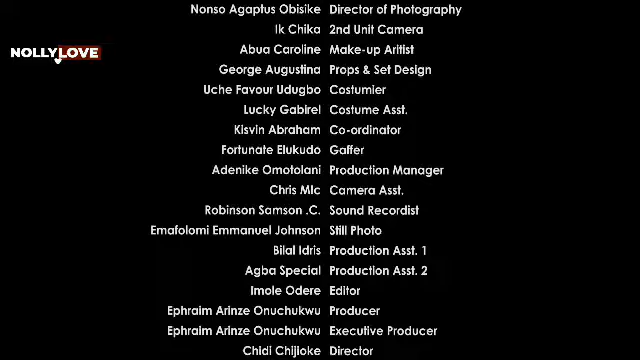 Nonso Agaptus Obisike Director of Photography
Ik Chika 2nd Unit Camera
Abua Caroline Make-up Aritist
NOLLYLOVE
George Augustina Props & Set Design
Uche Favour Udugbo Costumier
Lucky Gabirel Costume Asst.
Kisvin Abraham Co-ordinator
Fortunate Elukudo Gaffer
Adenike Omotolani Production Manager
Chris MIc Camera Asst.
Robinson Samson .C. Sound Recordist
Emafolomi Emmanuel Johnson Still Photo
Bilal Idris Production Asst. 1
Agba Special Production Asst. 2
Imole Odere Editor
Ephraim Arinze Onuchukwu Producer
Ephraim Arinze Onuchukwu Executive Producer
Chidi Chijioke Director